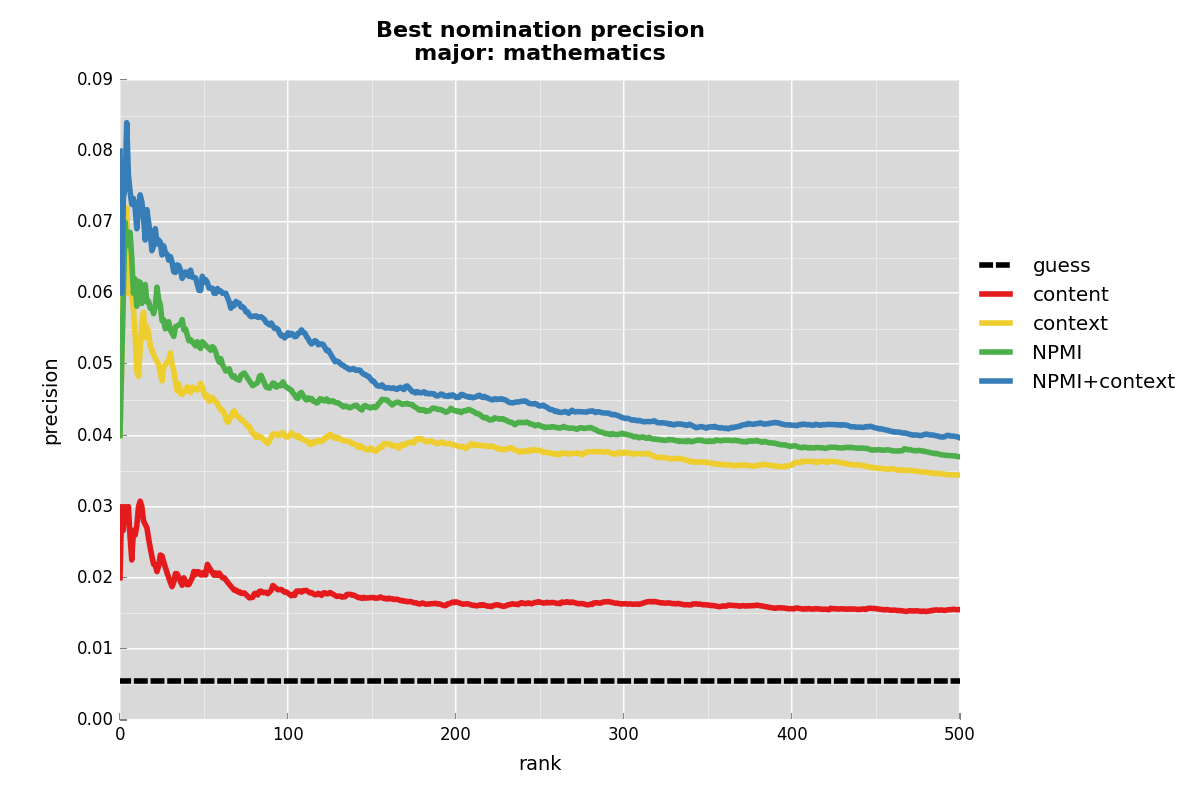 Best nomination precision
major: mathematics
0.09
0.08
0.07
0.06
0.05
0.04
0.03
0.02
0.01
0.00
precision
0 100 200 300 400 500
rank
guess
content
context
NPMI
NPMI+context